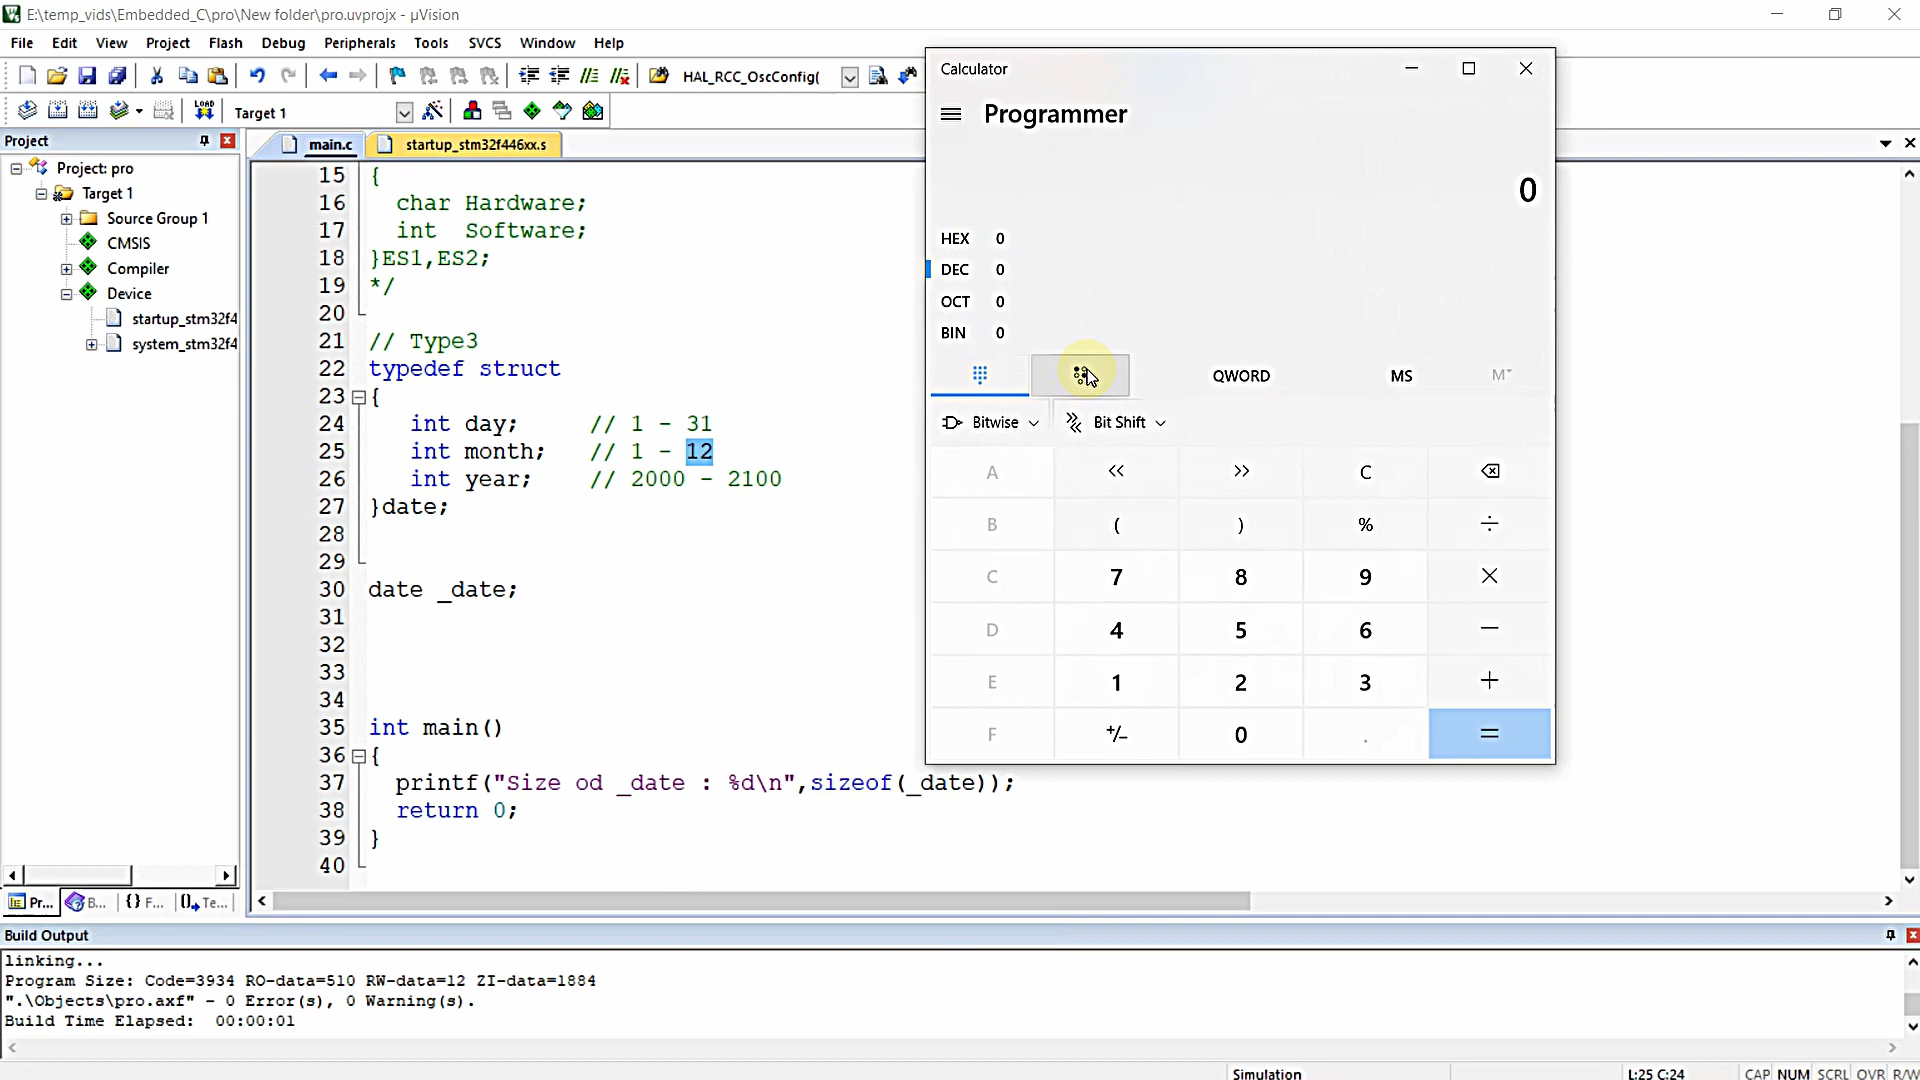 E:\temp_vids\Embedded_C\pro\New folder\pro.uvprojx - µVision
File Edit View Project Flash Debug Peripherals Tools SVCS Window Help
HAL_RCC_OscConfig(
LOAD Target 1
Project
Project: pro
Target 1
Source Group 1
CMSIS
Compiler
Device
startup_stm32f4
system_stm32f4
Pr... B... {} F... Te...
main.c startup_stm32f446xx.s
15 {
16 char Hardware;
17 int Software;
18 }ES1,ES2;
19 */
20
21 // Type3
22 typedef struct
23 {
24 int day; // 1 - 31
25 int month; // 1 - 12
26 int year; // 2000 - 2100
27 }date;
28
29
30 date _date;
31
32
33
34
35 int main()
36 {
37 printf("Size od _date : %d\n",sizeof(_date));
38 return 0;
39 }
40
Calculator
Programmer
0
HEX 0
DEC 0
OCT 0
BIN 0
QWORD MS M˅
Bitwise Bit Shift
A << >> C
B ( ) % ÷
C 7 8 9 ×
D 4 5 6 −
E 1 2 3 +
F +/− 0 . =
Build Output
linking...
Program Size: Code=3934 RO-data=510 RW-data=12 ZI-data=1884
".\Objects\pro.axf" - 0 Error(s), 0 Warning(s).
Build Time Elapsed: 00:00:01
Simulation L:25 C:24 CAP NUM SCRL OVR R/W